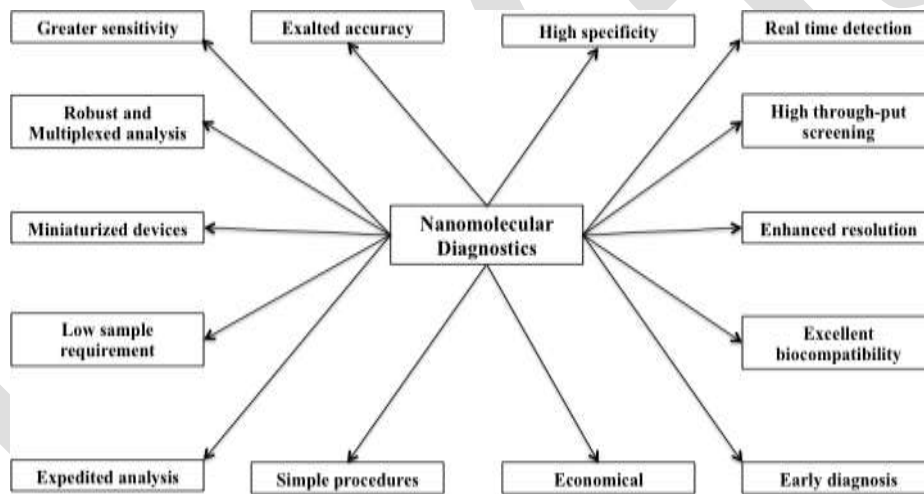 Greater sensitivity
Exalted accuracy
High specificity
Real time detection
Robust and
Multiplexed analysis
High through-put
screening
Miniaturized devices
Nanomolecular
Diagnostics
Enhanced resolution
Low sample
requirement
Excellent
biocompatibility
Expedited analysis
Simple procedures
Economical
Early diagnosis